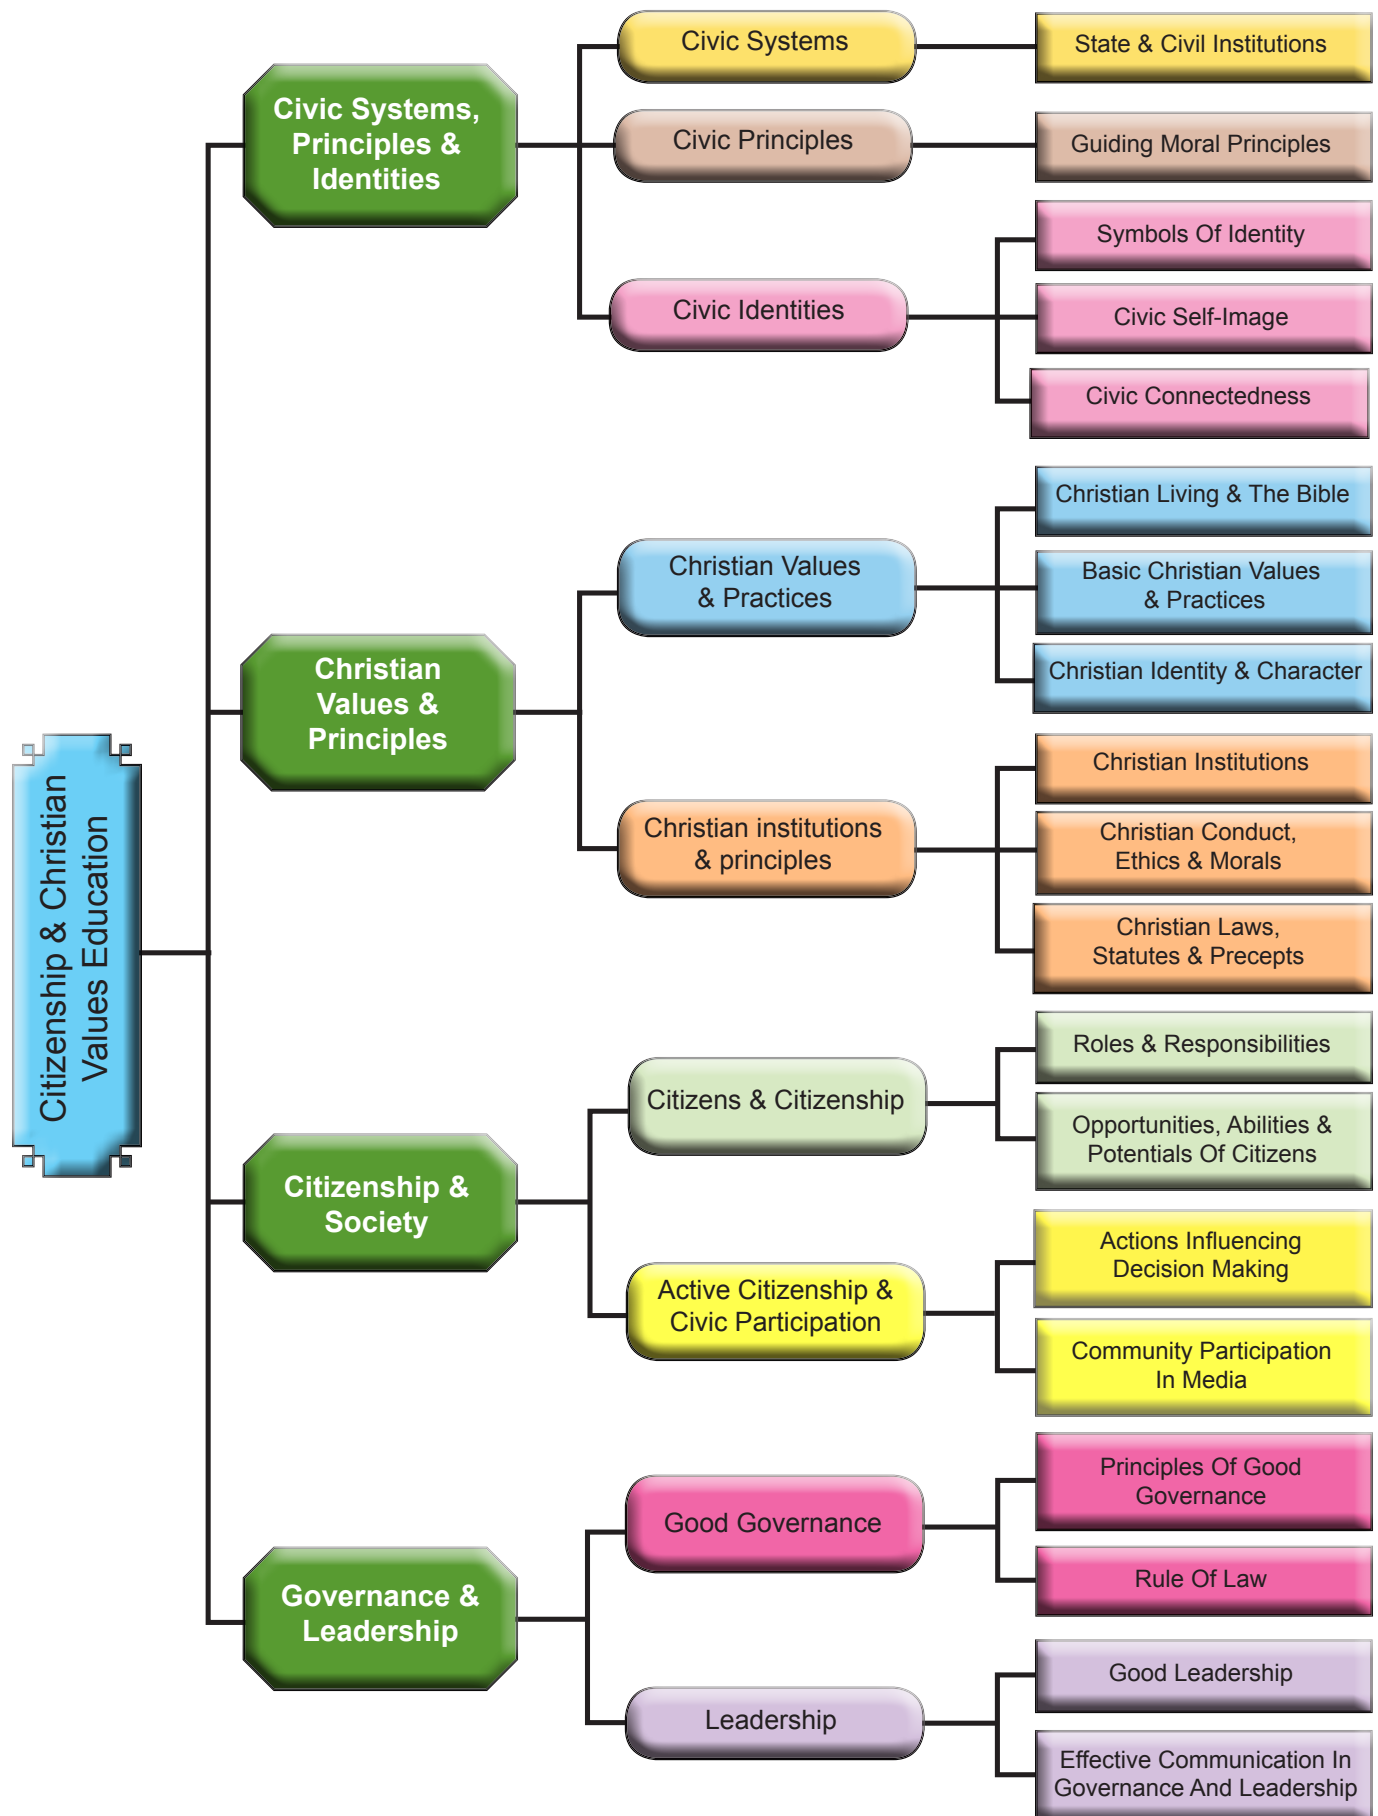 Citizenship & Christian
Values Education
Civic Systems,
Principles &
Identities
Civic Systems
State & Civil Institutions
Civic Principles
Guiding Moral Principles
Civic Identities
Symbols Of Identity
Civic Self-Image
Civic Connectedness
Christian
Values &
Principles
Christian Values
& Practices
Christian Living & The Bible
Basic Christian Values
& Practices
Christian Identity & Character
Christian institutions
& principles
Christian Institutions
Christian Conduct,
Ethics & Morals
Christian Laws,
Statutes & Precepts
Citizenship &
Society
Citizens & Citizenship
Roles & Responsibilities
Opportunities, Abilities &
Potentials Of Citizens
Active Citizenship &
Civic Participation
Actions Influencing
Decision Making
Community Participation
In Media
Governance &
Leadership
Good Governance
Principles Of Good
Governance
Rule Of Law
Leadership
Good Leadership
Effective Communication In
Governance And Leadership